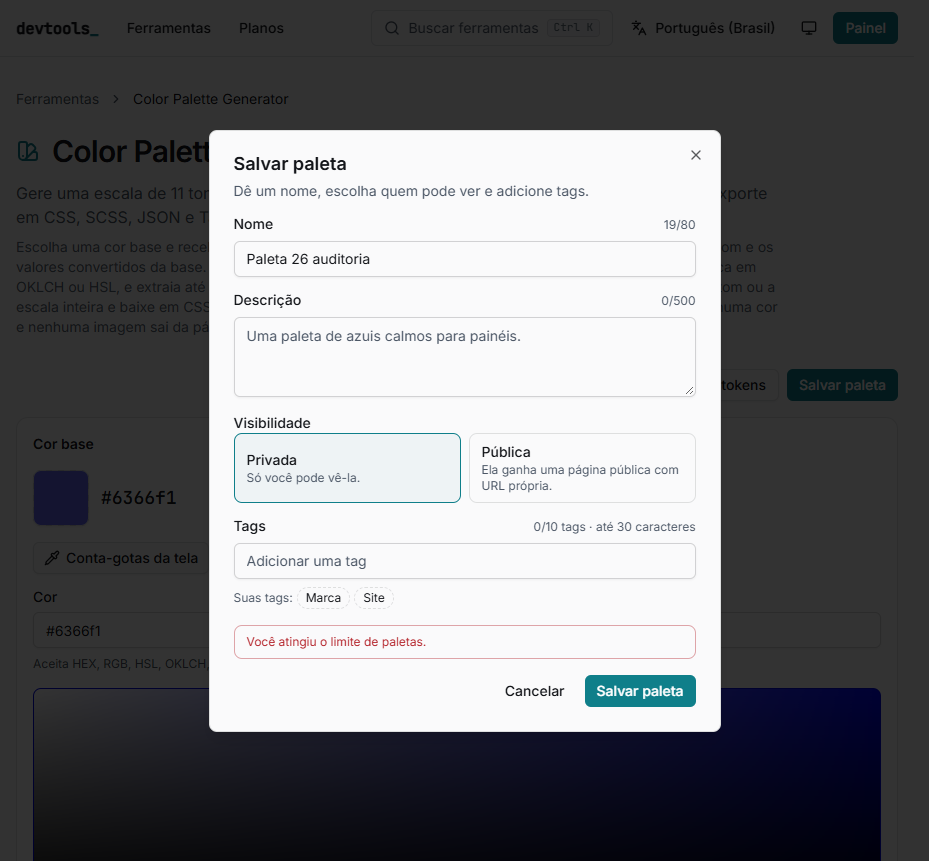 devtools_ Ferramentas Planos Buscar ferramentas Ctrl K Português (Brasil) Painel
Ferramentas > Color Palette Generator
Color Palett
Gere uma escala de 11 tor
xporte
em CSS, SCSS, JSON e T
Escolha uma cor base e rece
om e os
valores convertidos da base.
ca em
OKLCH ou HSL, e extraia até
om ou a
escala inteira e baixe em CSS
uma cor
e nenhuma imagem sai da pá
tokens
Salvar paleta
Cor base
#6366f1
Conta-gotas da tela
Cor
#6366f1
Aceita HEX, RGB, HSL, OKLCH,
Salvar paleta
Dê um nome, escolha quem pode ver e adicione tags.
Nome 19/80
Paleta 26 auditoria
Descrição 0/500
Uma paleta de azuis calmos para painéis.
Visibilidade
Privada
Só você pode vê-la.
Pública
Ela ganha uma página pública com
URL própria.
Tags 0/10 tags · até 30 caracteres
Adicionar uma tag
Suas tags: Marca Site
Você atingiu o limite de paletas.
Cancelar Salvar paleta